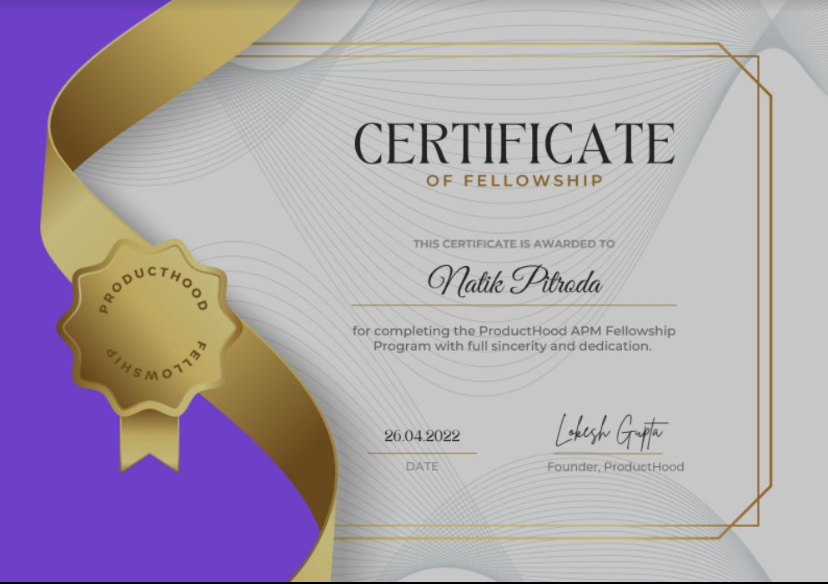 CERTIFICATE
OF FELLOWSHIP
THIS CERTIFICATE IS AWARDED TO
Natik Pitroda
for completing the ProductHood APM Fellowship
Program with full sincerity and dedication.
PRODUCTHOOD
FELLOWSHIP
26.04.2022
Lokesh Gupta
DATE
Founder, ProductHood